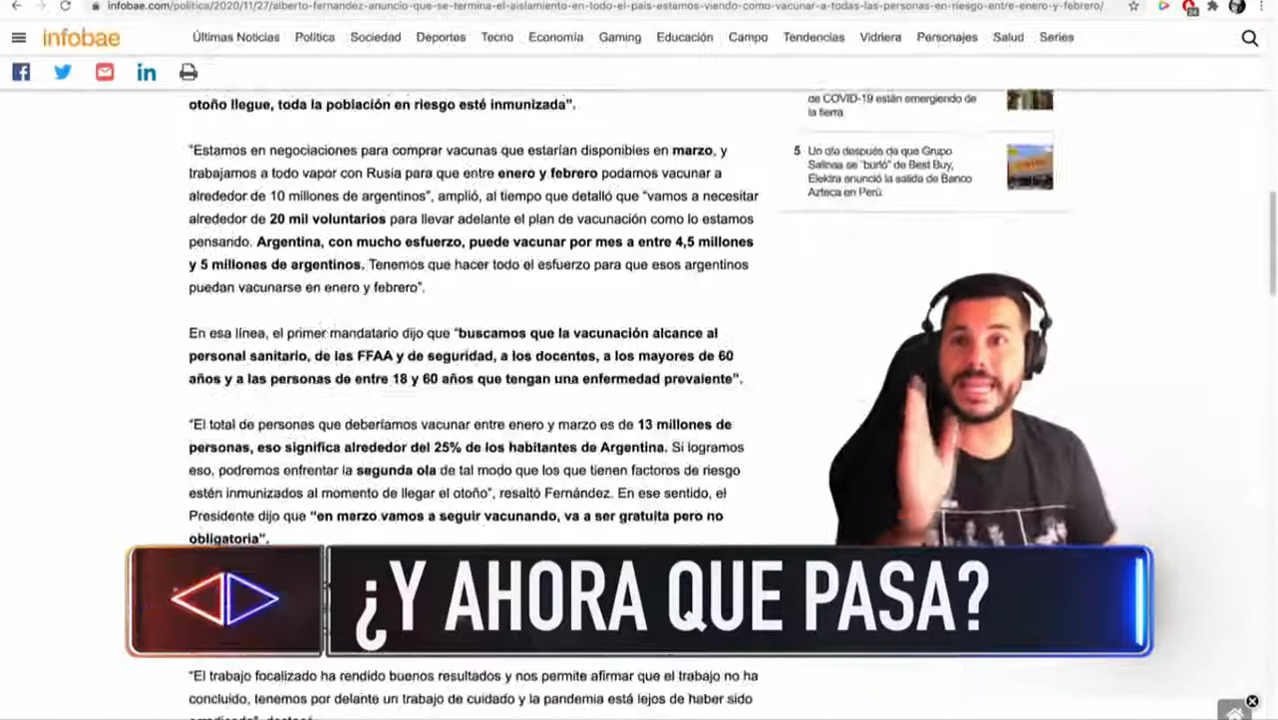 infobae.com/politica/2020/11/27/alberto-fernandez-anuncio-que-se-termina-el-aislamiento-en-todo-el-pais-estamos-viendo-como-vacunar-a-todas-las-personas-en-riesgo-entre-enero-y-febrero/
infobae
Últimas Noticias Política Sociedad Deportes Tecno Economía Gaming Educación Campo Tendencias Vidriera Personajes Salud Series
otoño llegue, toda la población en riesgo esté inmunizada”.
“Estamos en negociaciones para comprar vacunas que estarían disponibles en marzo, y
trabajamos a todo vapor con Rusia para que entre enero y febrero podamos vacunar a
alrededor de 10 millones de argentinos”, amplió, al tiempo que detalló que “vamos a necesitar
alrededor de 20 mil voluntarios para llevar adelante el plan de vacunación como lo estamos
pensando. Argentina, con mucho esfuerzo, puede vacunar por mes a entre 4,5 millones
y 5 millones de argentinos. Tenemos que hacer todo el esfuerzo para que esos argentinos
puedan vacunarse en enero y febrero”.
En esa línea, el primer mandatario dijo que “buscamos que la vacunación alcance al
personal sanitario, de las FFAA y de seguridad, a los docentes, a los mayores de 60
años y a las personas de entre 18 y 60 años que tengan una enfermedad prevalente”.
“El total de personas que deberíamos vacunar entre enero y marzo es de 13 millones de
personas, eso significa alrededor del 25% de los habitantes de Argentina. Si logramos
eso, podremos enfrentar la segunda ola de tal modo que los que tienen factores de riesgo
estén inmunizados al momento de llegar el otoño”, resaltó Fernández. En ese sentido, el
Presidente dijo que “en marzo vamos a seguir vacunando, va a ser gratuita pero no
obligatoria”.
de COVID-19 están emergiendo de
la tierra
5 Un día después de que Grupo
Salinas se “burló” de Best Buy,
Elektra anunció la salida de Banco
Azteca en Perú.
¿Y AHORA QUE PASA?
“El trabajo focalizado ha rendido buenos resultados y nos permite afirmar que el trabajo no ha
concluido, tenemos por delante un trabajo de cuidado y la pandemia está lejos de haber sido